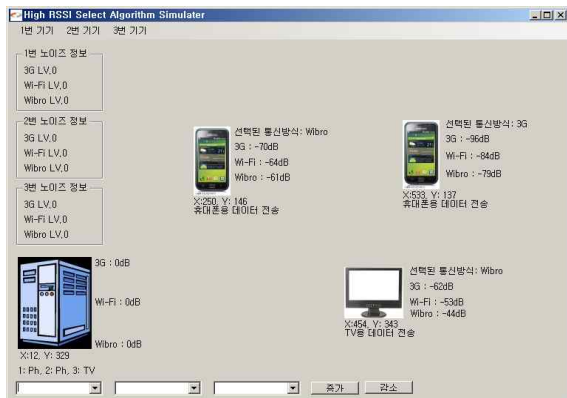 High RSSI Select Algorithm Simulater
1번 기기 2번 기기 3번 기기
1번 노이즈 정보
3G LV,0
Wi-Fi LV,0
Wibro LV,0
2번 노이즈 정보
3G LV,0
Wi-Fi LV,0
Wibro LV,0
3번 노이즈 정보
3G LV,0
Wi-Fi LV,0
Wibro LV,0
선택된 통신방식: Wibro
3G : -70dB
Wi-Fi : -64dB
Wibro : -61dB
X:250, Y: 146
휴대폰용 데이터 전송
선택된 통신방식: 3G
3G : -96dB
Wi-Fi : -84dB
Wibro : -79dB
X:533, Y: 137
휴대폰용 데이터 전송
3G : 0dB
Wi-Fi : 0dB
Wibro : 0dB
X:12, Y: 329
선택된 통신방식: Wibro
3G : -62dB
Wi-Fi : -53dB
Wibro : -44dB
X:454, Y: 343
TV용 데이터 전송
1: Ph, 2: Ph, 3: TV
증가 감소